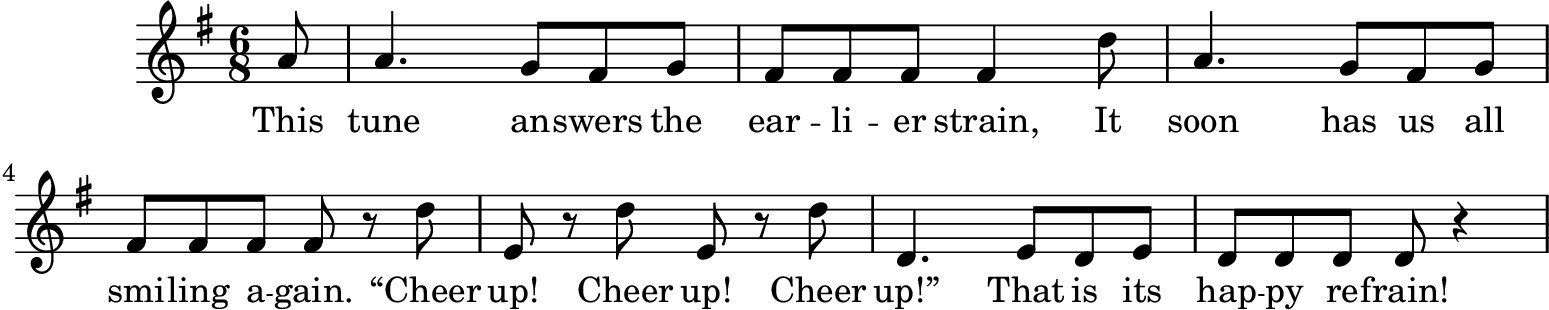 6
8
This tune answers the ear - li - er strain, It soon has us all
4
smiling a-gain. “Cheer up! Cheer up! Cheer up!” That is its hap-py refrain!